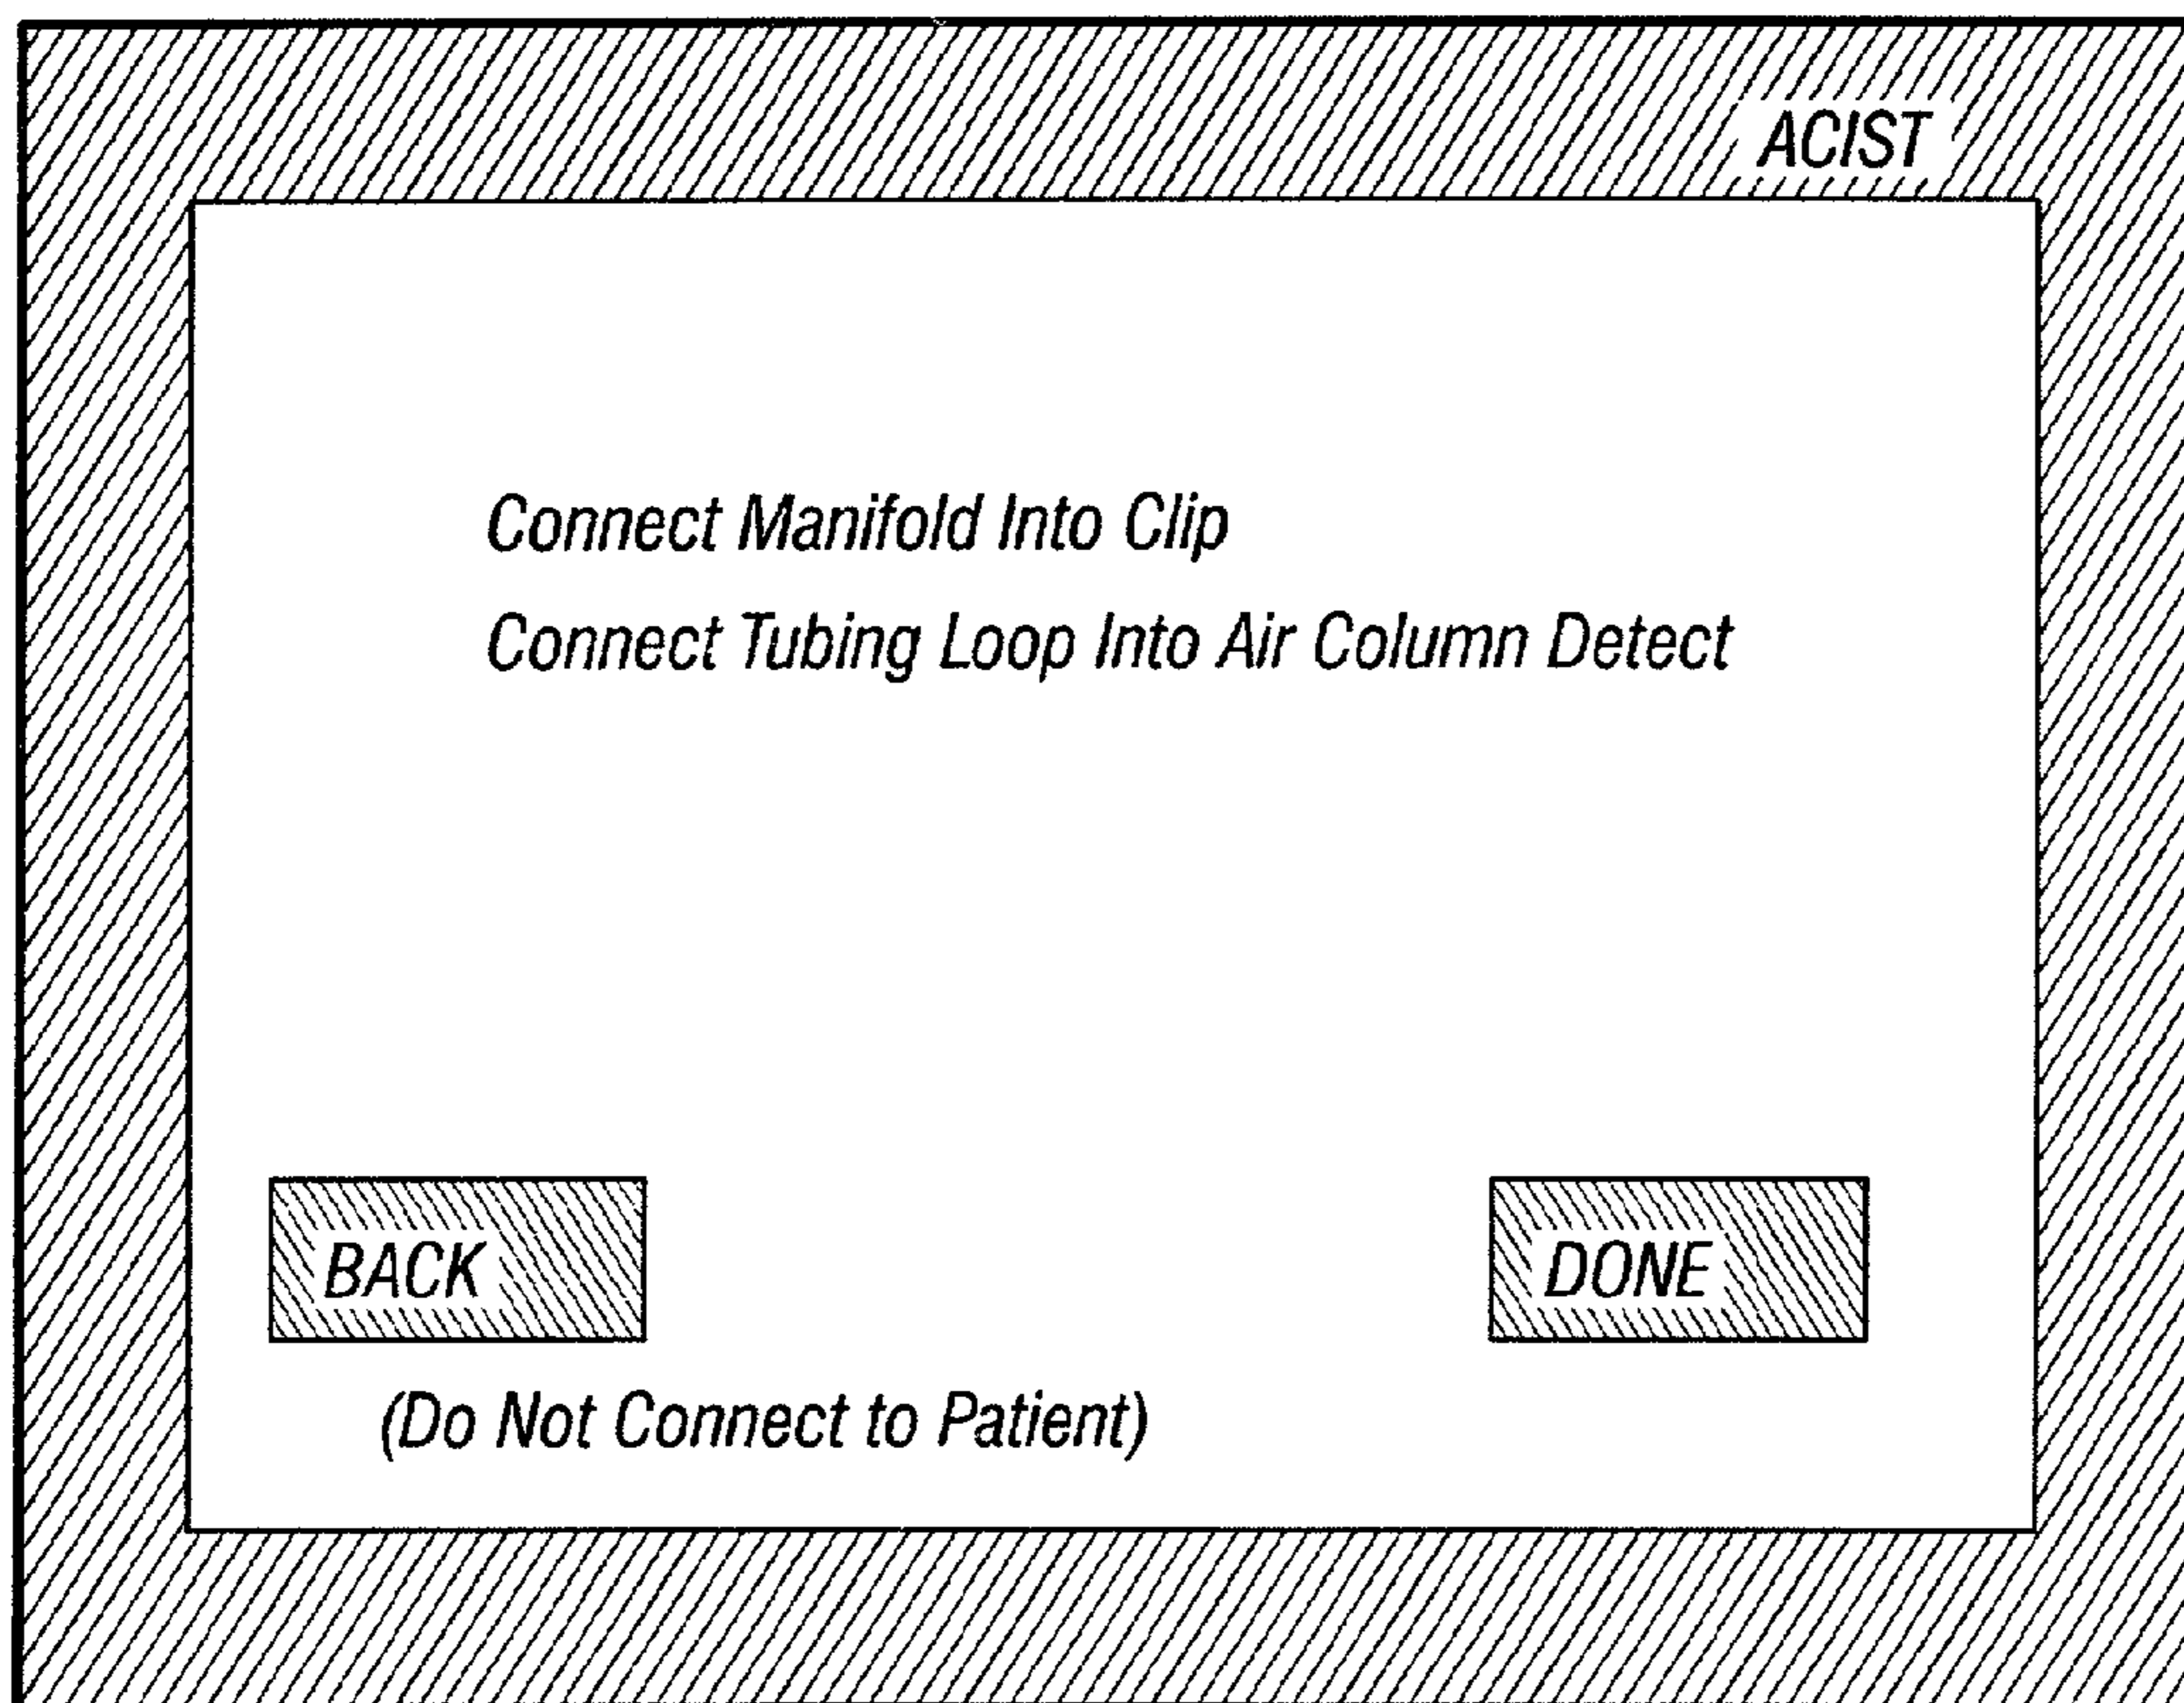 ACIST
Connect Manifold Into Clip
Connect Tubing Loop Into Air Column Detect
BACK
DONE
(Do Not Connect to Patient)